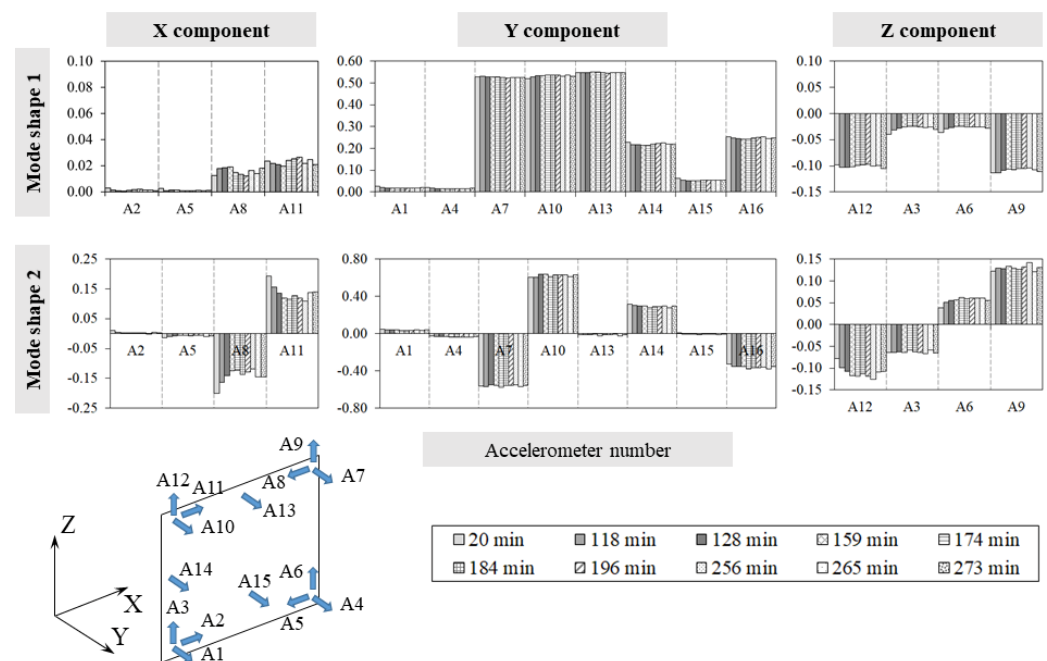 X component Y component Z component
Mode shape 1
0.10
0.08
0.06
0.04
0.02
0.00
A2 A5 A8 A11
0.60
0.50
0.40
0.30
0.20
0.10
0.00
A1 A4 A7 A10 A13 A14 A15 A16
0.10
0.05
0.00
-0.05
-0.10
-0.15
A12 A3 A6 A9
Mode shape 2
0.25
0.15
0.05
-0.05
-0.15
-0.25
A2 A5 A8 A11
0.80
0.40
0.00
-0.40
-0.80
A1 A4 A7 A10 A13 A14 A15 A16
0.15
0.10
0.05
0.00
-0.05
-0.10
-0.15
A12 A3 A6 A9
Accelerometer number
A9
A12 A11 A8 A7
A10 A13
Z
A14 A15 A6
X A3 A2 A5 A4
Y A1
20 min 118 min 128 min 159 min 174 min
184 min 196 min 256 min 265 min 273 min